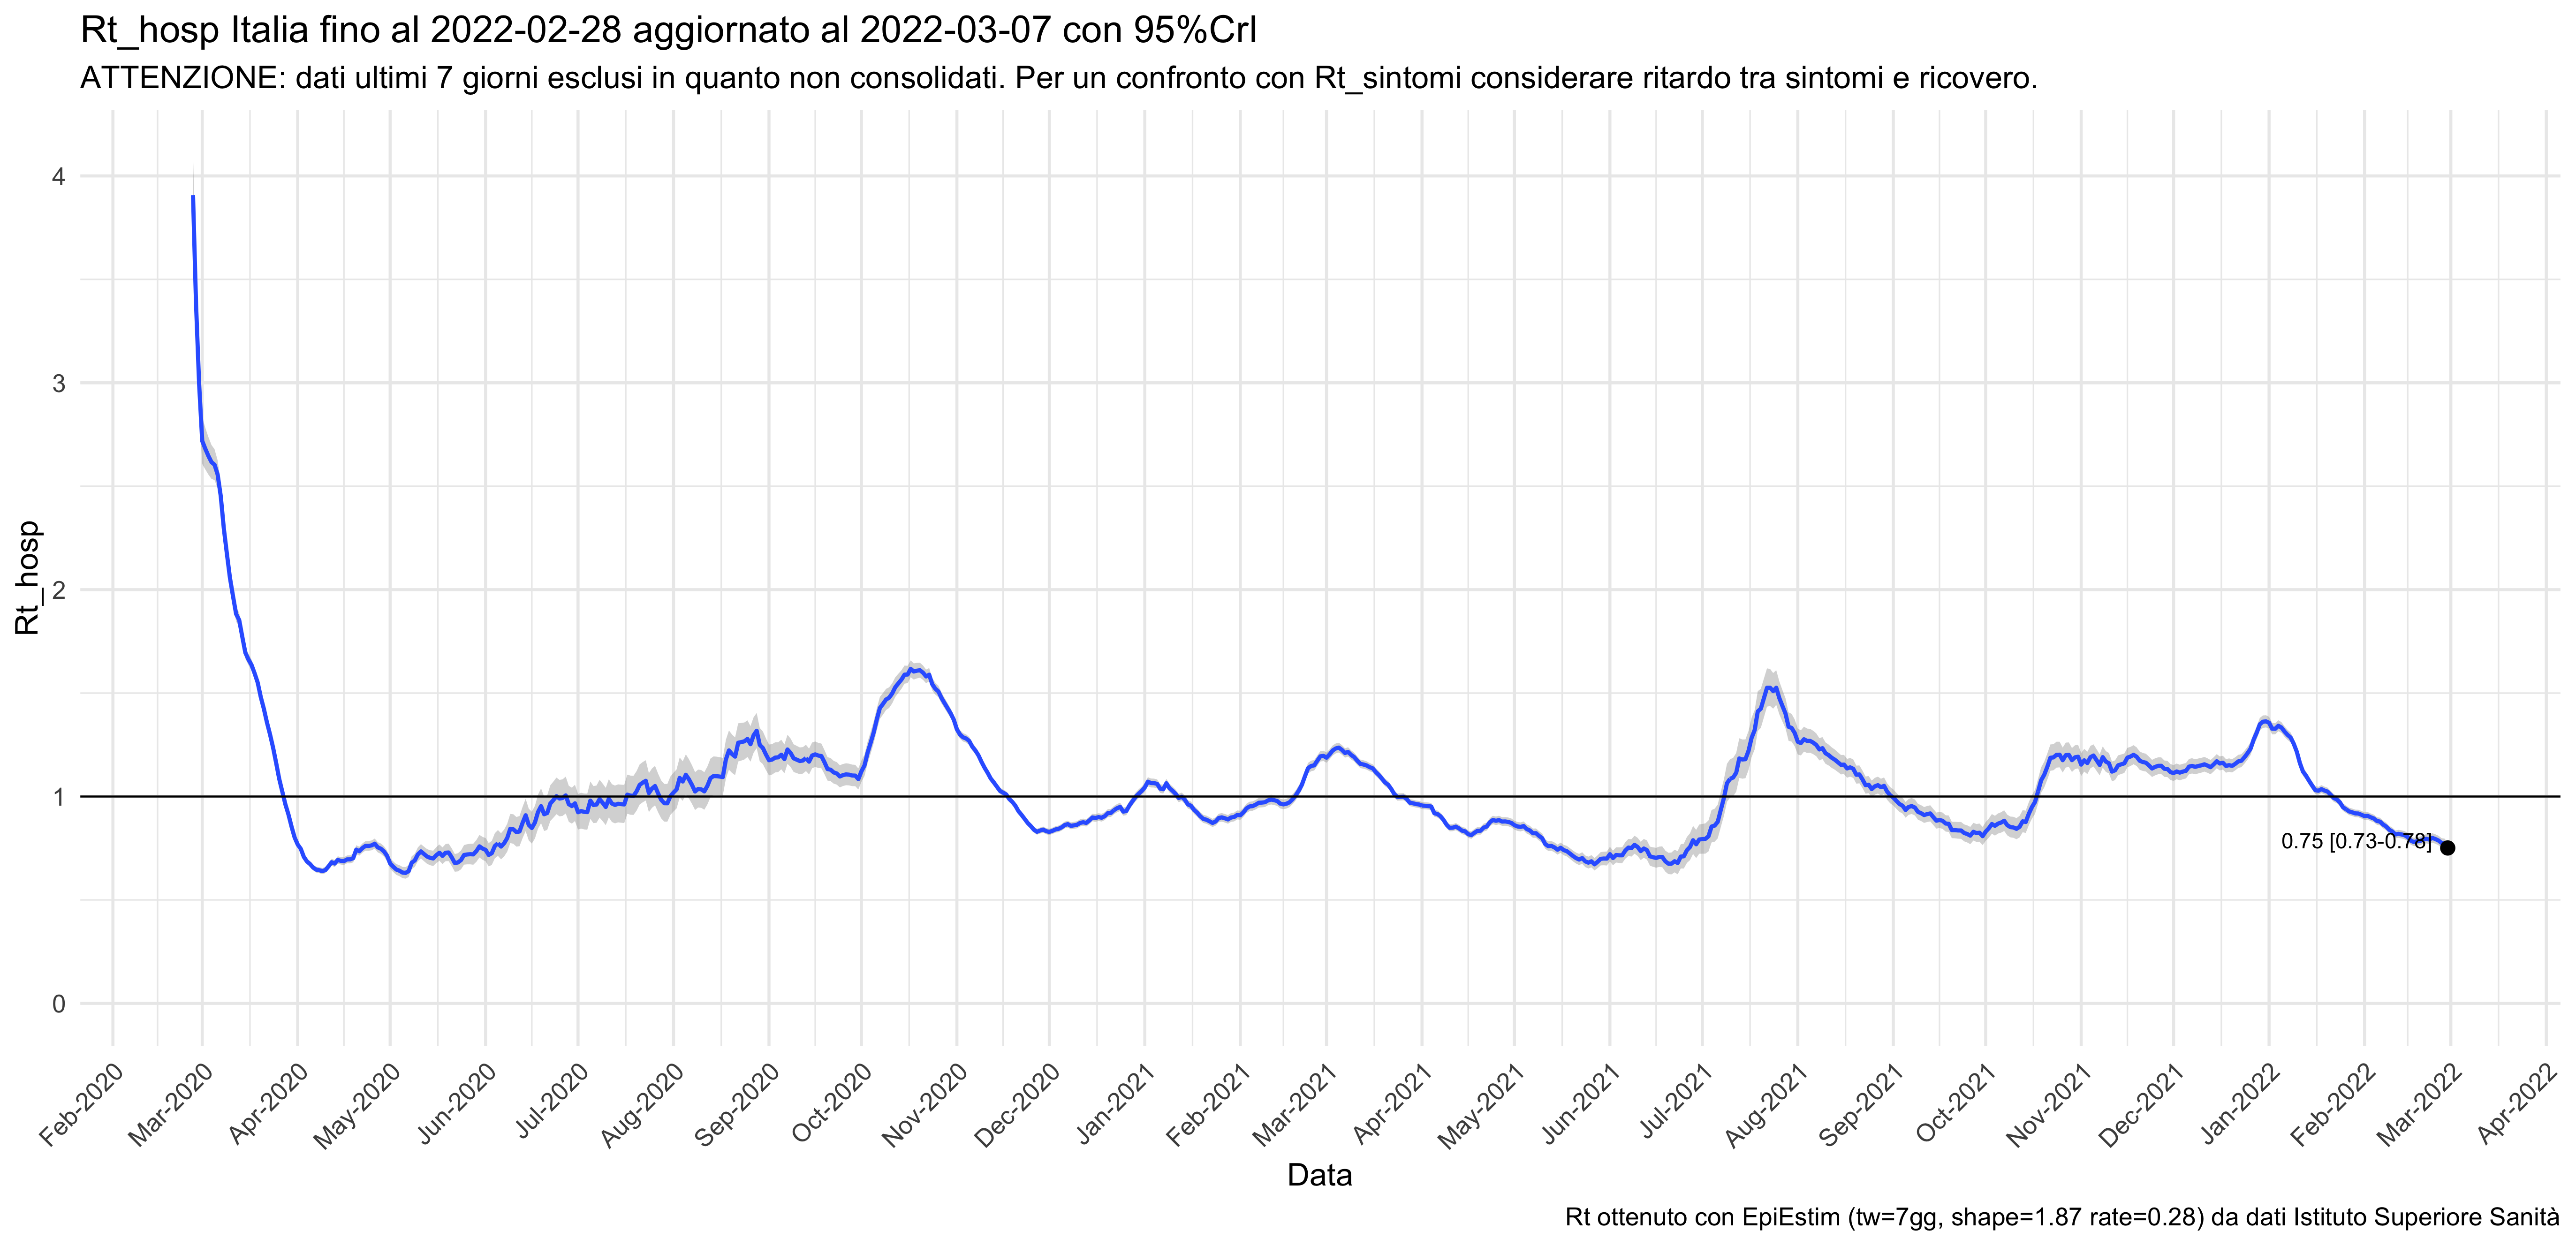 Rt_hosp Italia fino al 2022-02-28 aggiornato al 2022-03-07 con 95%CrI
ATTENZIONE: dati ultimi 7 giorni esclusi in quanto non consolidati. Per un confronto con Rt_sintomi considerare ritardo tra sintomi e ricovero.
4
3
2
1
0
Rt_hosp
0.75 [0.73-0.78]
Feb-2020
Mar-2020
Apr-2020
May-2020
Jun-2020
Jul-2020
Aug-2020
Sep-2020
Oct-2020
Nov-2020
Dec-2020
Jan-2021
Feb-2021
Mar-2021
Apr-2021
May-2021
Jun-2021
Jul-2021
Aug-2021
Sep-2021
Oct-2021
Nov-2021
Dec-2021
Jan-2022
Feb-2022
Mar-2022
Apr-2022
Data
Rt ottenuto con EpiEstim (tw=7gg, shape=1.87 rate=0.28) da dati Istituto Superiore Sanità